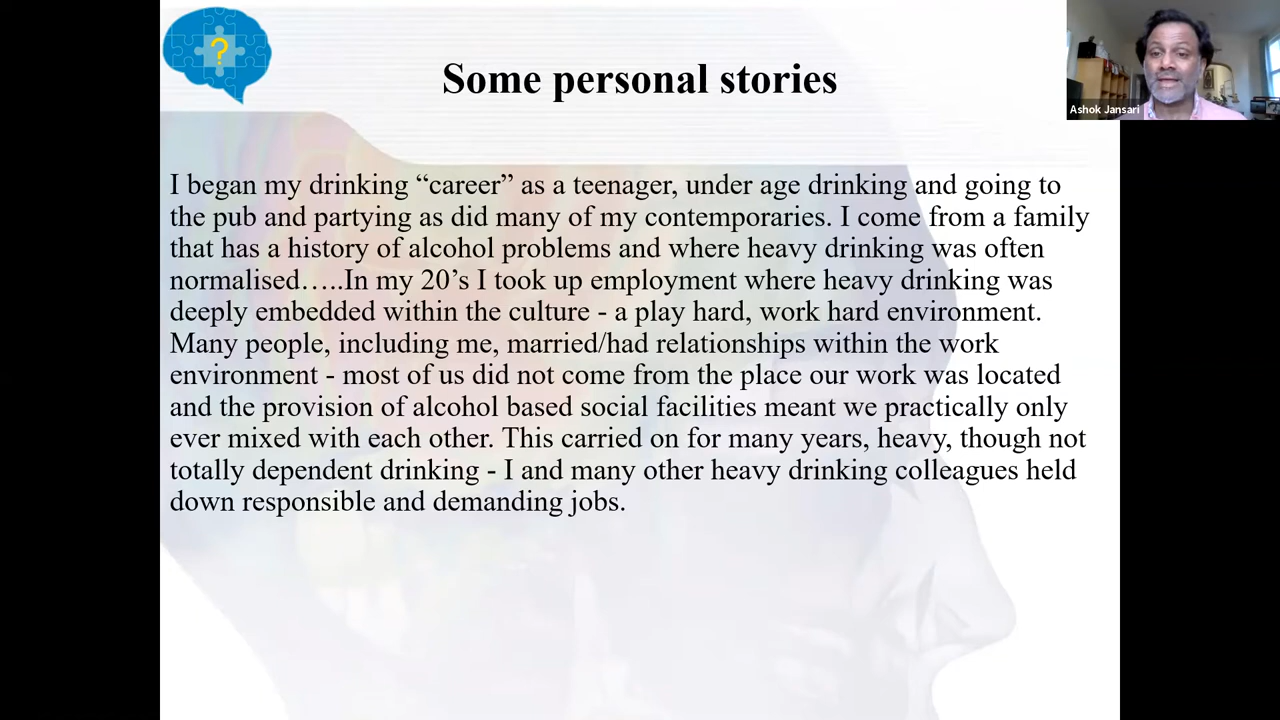 ?
Some personal stories
Ashok Jansari
I began my drinking “career” as a teenager, under age drinking and going to
the pub and partying as did many of my contemporaries. I come from a family
that has a history of alcohol problems and where heavy drinking was often
normalised…..In my 20’s I took up employment where heavy drinking was
deeply embedded within the culture - a play hard, work hard environment.
Many people, including me, married/had relationships within the work
environment - most of us did not come from the place our work was located
and the provision of alcohol based social facilities meant we practically only
ever mixed with each other. This carried on for many years, heavy, though not
totally dependent drinking - I and many other heavy drinking colleagues held
down responsible and demanding jobs.